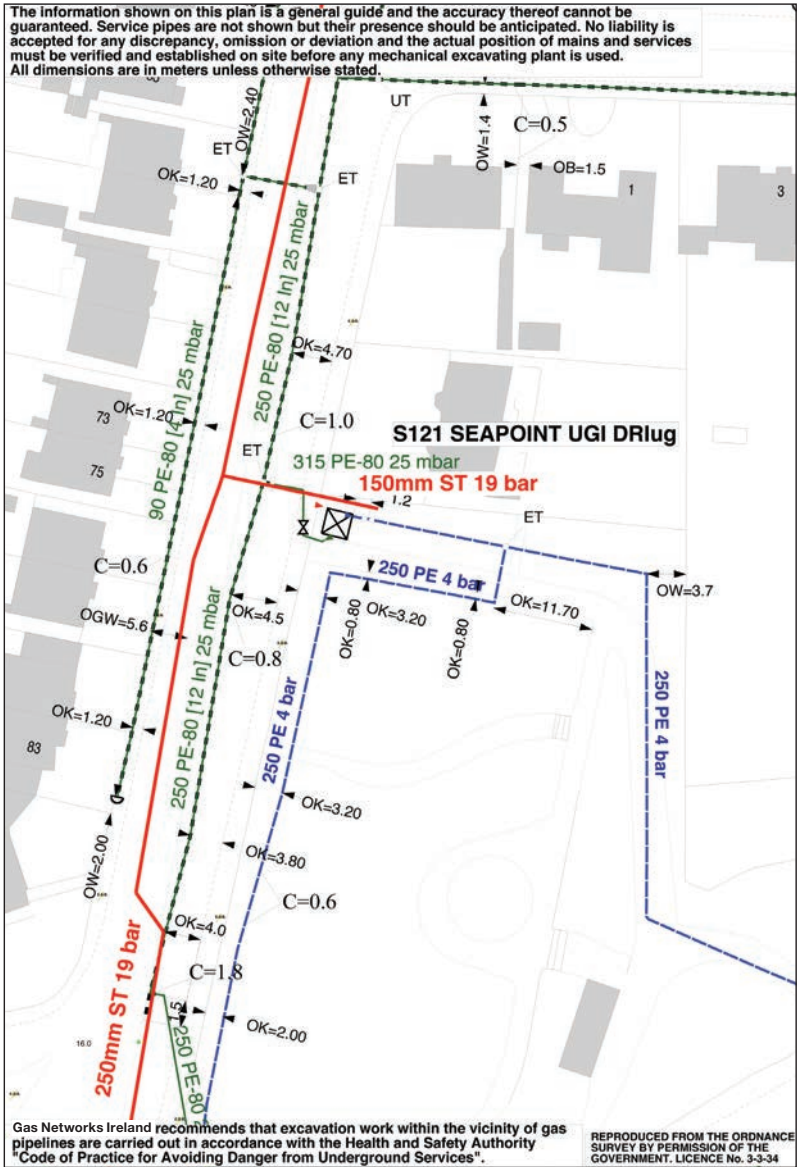 The information shown on this plan is a general guide and the accuracy thereof cannot be
guaranteed. Service pipes are not shown but their presence should be anticipated. No liability is
accepted for any discrepancy, omission or deviation and the actual position of mains and services
must be verified and established on site before any mechanical excavating plant is used.
All dimensions are in meters unless otherwise stated.
OW=2.40
UT
OW=1.4
C=0.5
ET
OK=1.20
ET
OB=1.5
1
3
250 PE-80 [12 In] 25 mbar
OK=4.70
90 PE-80 [4 In] 25 mbar
73
OK=1.20
C=1.0
S121 SEAPOINT UGI DRIug
ET
315 PE-80 25 mbar
75
150mm ST 19 bar
1.2
ET
C=0.6
250 PE 4 bar
OW=3.7
OK=4.5
OK=0.80
OK=3.20
OK=0.80
OK=11.70
OGW=5.6
C=0.8
250 PE-80 [12 In] 25 mbar
250 PE 4 bar
250 PE 4 bar
OK=1.20
83
OK=3.20
OW=2.00
OK=3.80
C=0.6
OK=4.0
250mm ST 19 bar
C=1.8
1.5
OK=2.00
16.0
250 PE-80
Gas Networks Ireland recommends that excavation work within the vicinity of gas
pipelines are carried out in accordance with the Health and Safety Authority
"Code of Practice for Avoiding Danger from Underground Services".
REPRODUCED FROM THE ORDNANCE
SURVEY BY PERMISSION OF THE
GOVERNMENT. LICENCE No. 3-3-34